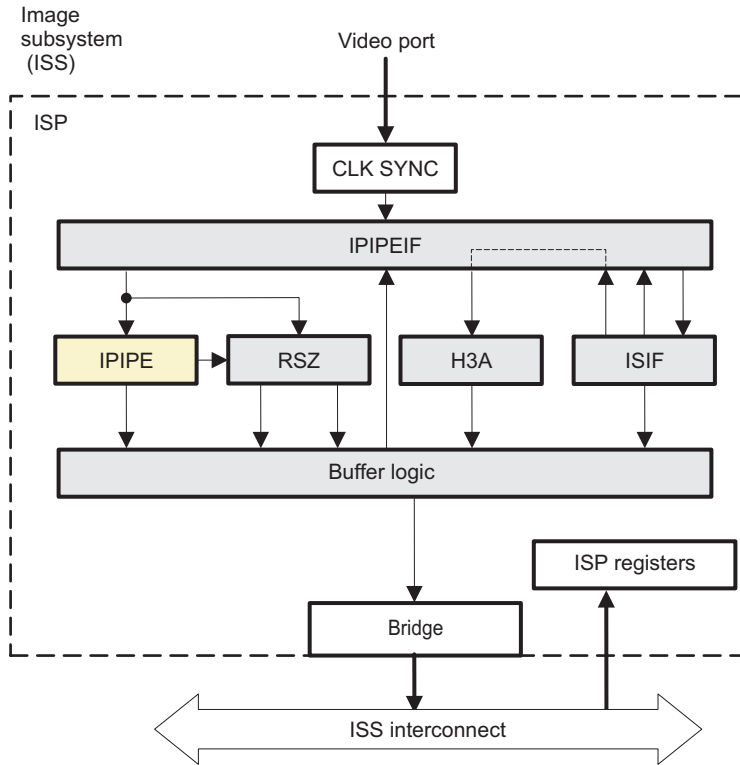 Image
subsystem
(ISS)
Video port
ISP
CLK SYNC
IPIPEIF
IPIPE
RSZ
H3A
ISIF
Buffer logic
ISP registers
Bridge
ISS interconnect